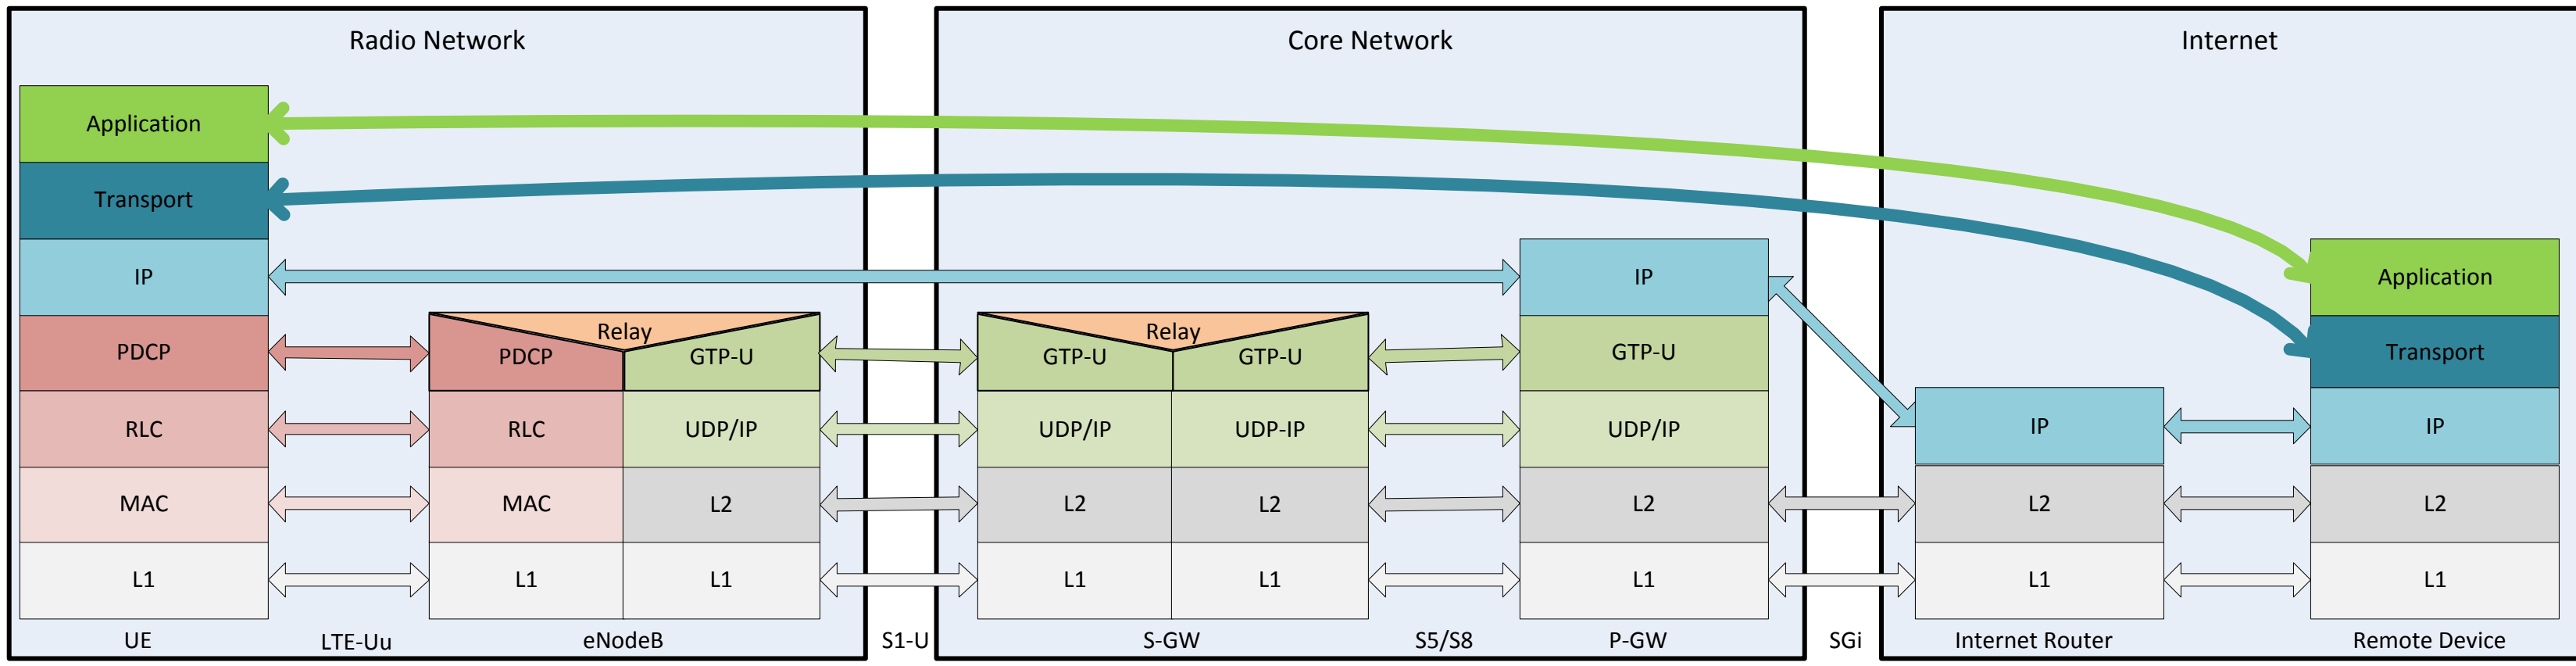 Radio Network
Core Network
Internet
Application
Transport
IP
IP
Application
PDCP
Relay
PDCP
GTP-U
Relay
GTP-U
GTP-U
GTP-U
Transport
RLC
RLC
UDP/IP
UDP/IP
UDP-IP
UDP/IP
IP
IP
MAC
MAC
L2
L2
L2
L2
L2
L2
L1
L1
L1
L1
L1
L1
L1
L1
UE
LTE-Uu
eNodeB
S1-U
S-GW
S5/S8
P-GW
SGi
Internet Router
Remote Device